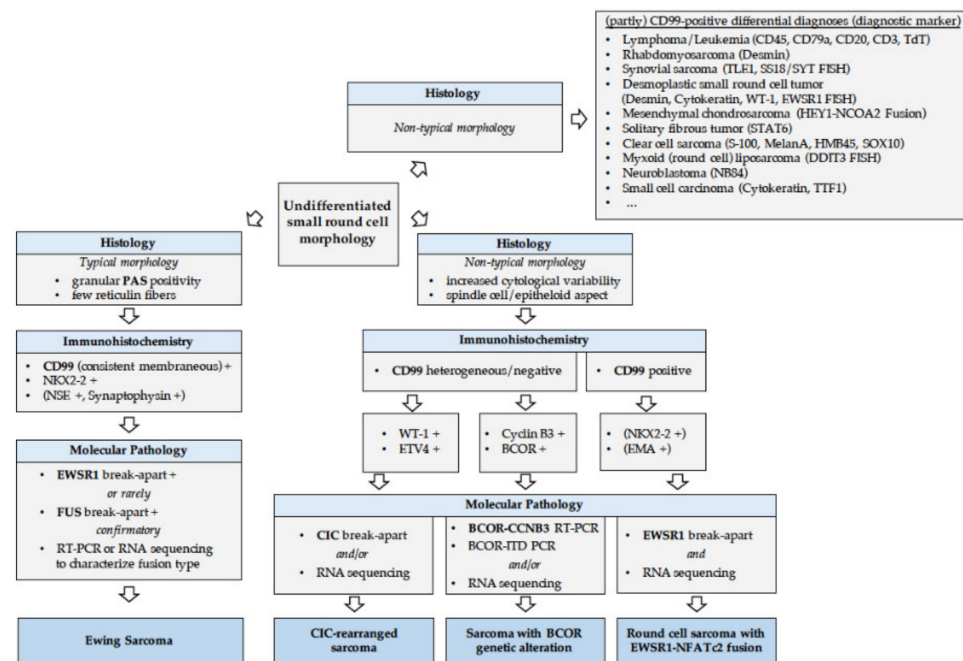 (partly) CD99-positive differential diagnoses (diagnostic marker)
• Lymphoma/Leukemia (CD45, CD79a, CD20, CD3, TdT)
• Rhabdomyosarcoma (Desmin)
• Synovial sarcoma (TLE1, SS18/SYT FISH)
• Desmoplastic small round cell tumor
(Desmin, Cytokeratin, WT-1, EWSR1 FISH)
• Mesenchymal chondrosarcoma (HEY1-NCOA2 Fusion)
• Solitary fibrous tumor (STAT6)
• Clear cell sarcoma (S-100, MelanA, HMB45, SOX10)
• Myxoid (round cell) liposarcoma (DDIT3 FISH)
• Neuroblastoma (NB84)
• Small cell carcinoma (Cytokeratin, TTF1)
• ...
Histology
Non-typical morphology
Undifferentiated
small round cell
morphology
Histology
Typical morphology
• granular PAS positivity
• few reticulin fibers
Immunohistochemistry
• CD99 (consistent membraneous) +
• NKX2-2 +
• (NSE +, Synaptophysin +)
Molecular Pathology
• EWSR1 break-apart +
or rarely
• FUS break-apart +
confirmatory
• RT-PCR or RNA sequencing
to characterize fusion type
Ewing Sarcoma
Histology
Non-typical morphology
• increased cytological variability
• spindle cell/epitheloid aspect
Immunohistochemistry
• CD99 heterogeneous/negative
• CD99 positive
• WT-1 +
• ETV4 +
• Cyclin B3 +
• BCOR +
• (NKX2-2 +)
• (EMA +)
Molecular Pathology
• CIC break-apart
and/or
• RNA sequencing
• BCOR-CCNB3 RT-PCR
• BCOR-ITD PCR
and/or
• RNA sequencing
• EWSR1 break-apart
and
• RNA sequencing
CIC-rearranged
sarcoma
Sarcoma with BCOR
genetic alteration
Round cell sarcoma with
EWSR1-NFATc2 fusion